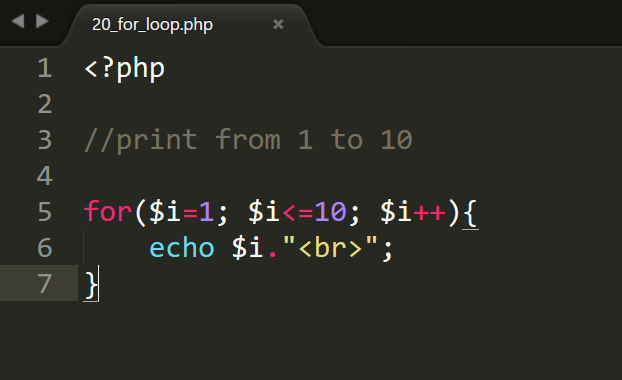 20_for_loop.php ×
1 <?php
2
3 //print from 1 to 10
4
5 for($i=1; $i<=10; $i++){
6     echo $i."<br>";
7 }